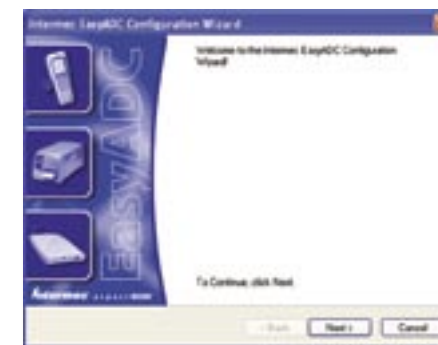 Intermec EasyADC Configuration Wizard
Welcome to the Intermec EasyADC Configuration
Wizard!
EasyADC
To Continue, click Next.
Intermec
< Back
Next >
Cancel